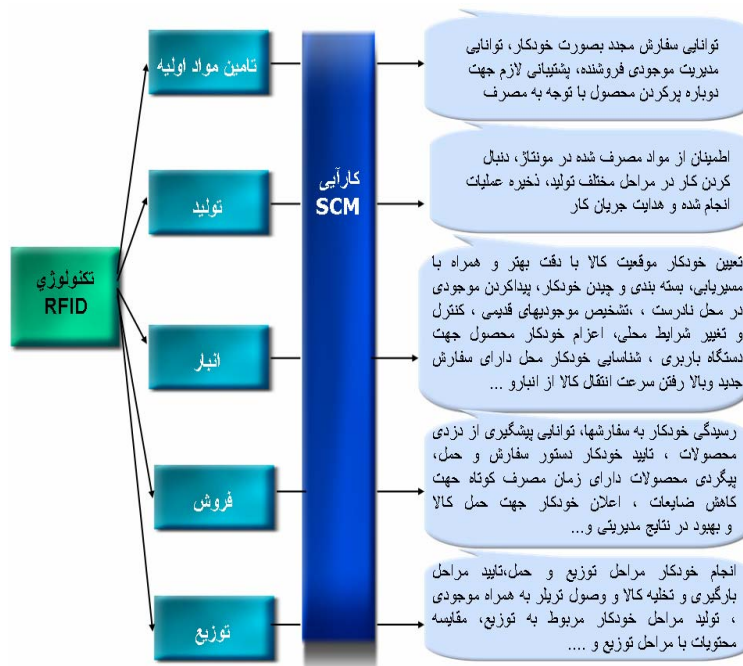 تکنولوژي
RFID
تامین مواد اولیه
تولید
انبار
فروش
توزیع
کارآیی
SCM
توانایی سفارش مجدد بصورت خودکار، توانایی
مدیریت موجودی فروشنده، پشتیبانی لازم جهت
دوباره پرکردن محصول با توجه به مصرف
اطمینان از مواد مصرف شده در مونتاژ، دنبال
کردن کار در مراحل مختلف تولید، ذخیره عملیات
انجام شده و هدایت جریان کار
تعیین خودکار موقعیت کالا با دقت بهتر و همراه با
مسیریابی، بسته بندی و چیدن خودکار، پیداکردن موجودی
در محل نادرست ، ،تشخیص موجودیهای قدیمی ، کنترل
و تغییر شرایط محلی، اعزام خودکار محصول جهت
دستگاه باربری ، شناسایی خودکار محل دارای سفارش
جدید وبالا رفتن سرعت انتقال کالا از انبارو ...
رسیدگی خودکار به سفارشها، توانایی پیشگیری از دزدی
محصولات ، تایید خودکار دستور سفارش و حمل،
پیگردی محصولات دارای زمان مصرف کوتاه جهت
کاهش ضایعات ، اعلان خودکار جهت حمل کالا
و بهبود در نتایج مدیریتی و...
انجام خودکار مراحل توزیع و حمل،تایید مراحل
بارگیری و تخلیه کالا و وصول تریلر به همراه موجودی
، تولید مراحل خودکار مربوط به توزیع، مقایسه
محتویات با مراحل توزیع و ....